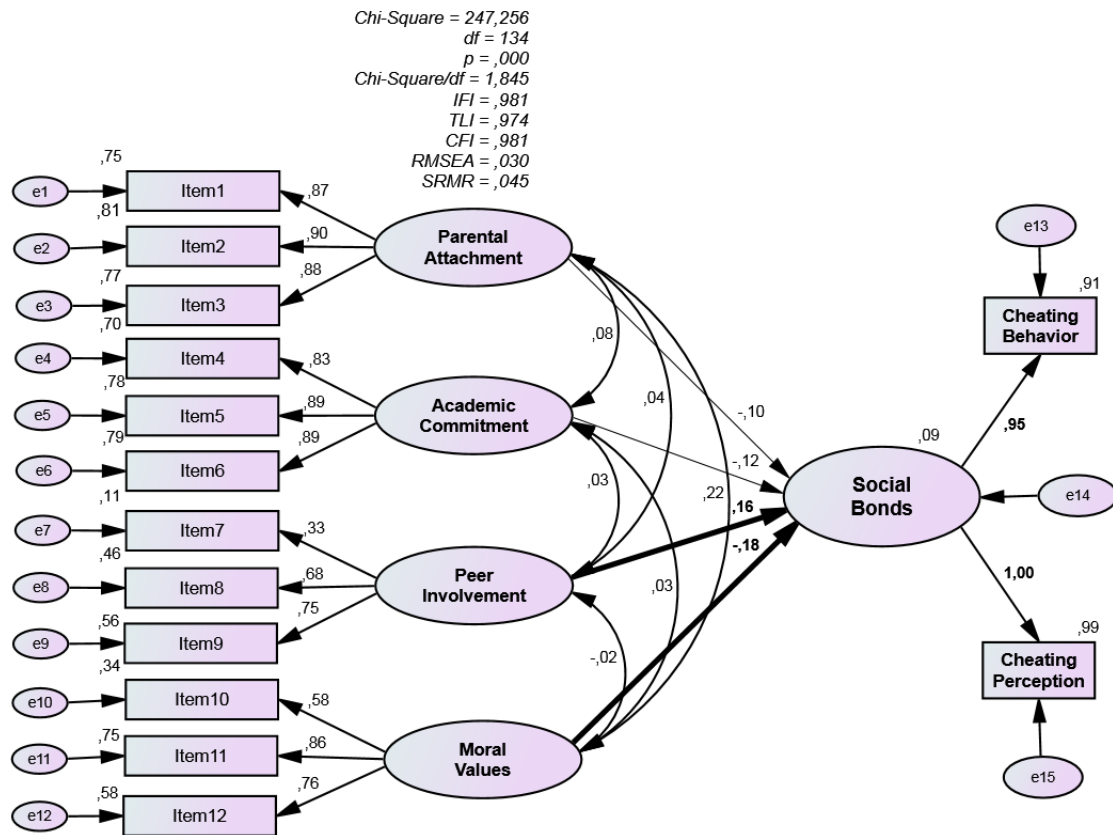 Chi-Square = 247,256
df = 134
p = ,000
Chi-Square/df = 1,845
IFI = ,981
TLI = ,974
CFI = ,981
RMSEA = ,030
SRMR = ,045
,75
e1
Item1
,87
,81
e2
Item2
,90
,77
e3
Item3
,88
Parental
Attachment
,70
e4
Item4
,83
,78
e5
Item5
,89
,79
e6
Item6
,89
Academic
Commitment
,11
e7
Item7
,33
,46
e8
Item8
,68
,56
e9
Item9
,75
Peer
Involvement
,34
e10
Item10
,58
,75
e11
Item11
,86
,58
e12
Item12
,76
Moral
Values
,08
,04
,03
,22
,03
-,02
-,10
-,12
,16
-,18
,09
Social
Bonds
e14
e13
,91
Cheating
Behavior
,95
1,00
,99
Cheating
Perception
e15